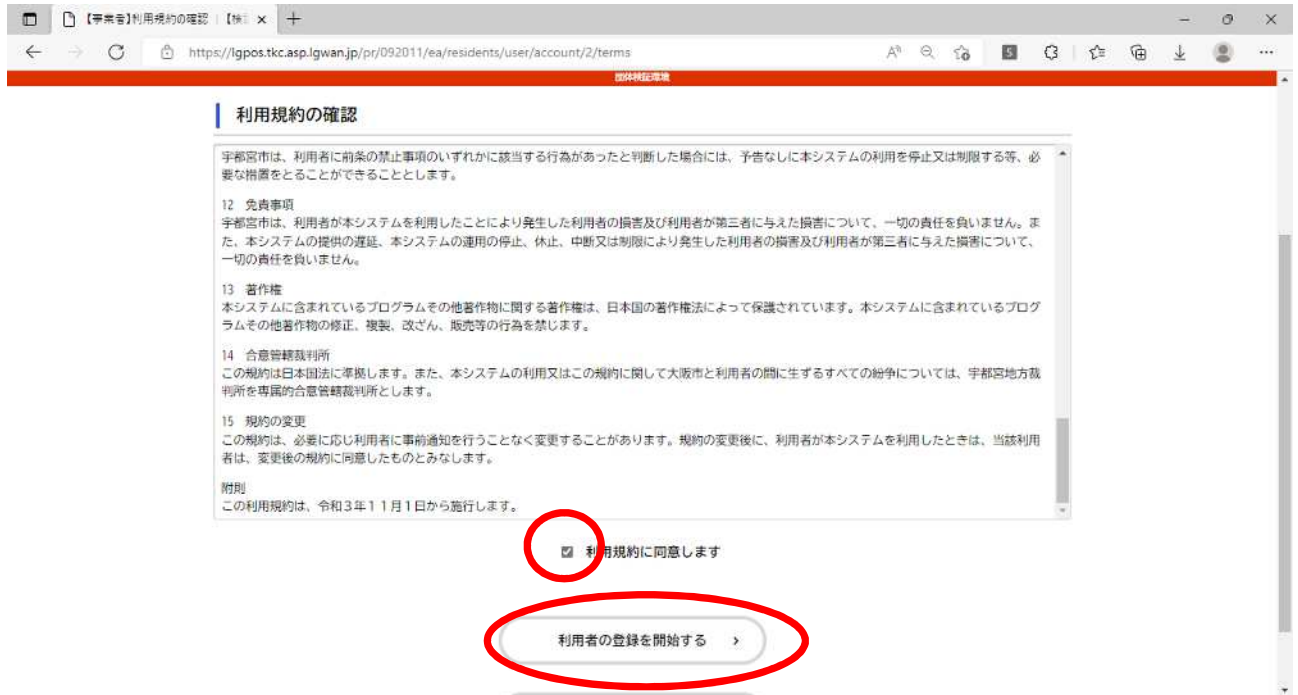 【事業者】利用規約の確認 | 【検
https://lgpos.tkc.asp.lgwan.jp/pr/092011/ea/residents/user/account/2/terms
団体検証環境
利用規約の確認
宇都宮市は、利用者に前条の禁止事項のいずれかに該当する行為があったと判断した場合には、予告なしに本システムの利用を停止又は制限する等、必
要な措置をとることができることとします。
12 免責事項
宇都宮市は、利用者が本システムを利用したことにより発生した利用者の損害及び利用者が第三者に与えた損害について、一切の責任を負いません。ま
た、本システムの提供の遅延、本システムの運用の停止、休止、中断又は制限により発生した利用者の損害及び利用者が第三者に与えた損害について、
一切の責任を負いません。
13 著作権
本システムに含まれているプログラムその他著作物に関する著作権は、日本国の著作権法によって保護されています。本システムに含まれているプログ
ラムその他著作物の修正、複製、改ざん、販売等の行為を禁じます。
14 合意管轄裁判所
この規約は日本国法に準拠します。また、本システムの利用又はこの規約に関して大阪市と利用者の間に生ずるすべての紛争については、宇都宮地方裁
判所を専属的合意管轄裁判所とします。
15 規約の変更
この規約は、必要に応じ利用者に事前通知を行うことなく変更することがあります。規約の変更後に、利用者が本システムを利用したときは、当該利用
者は、変更後の規約に同意したものとみなします。
附則
この利用規約は、令和3年11月1日から施行します。
利用規約に同意します
利用者の登録を開始する